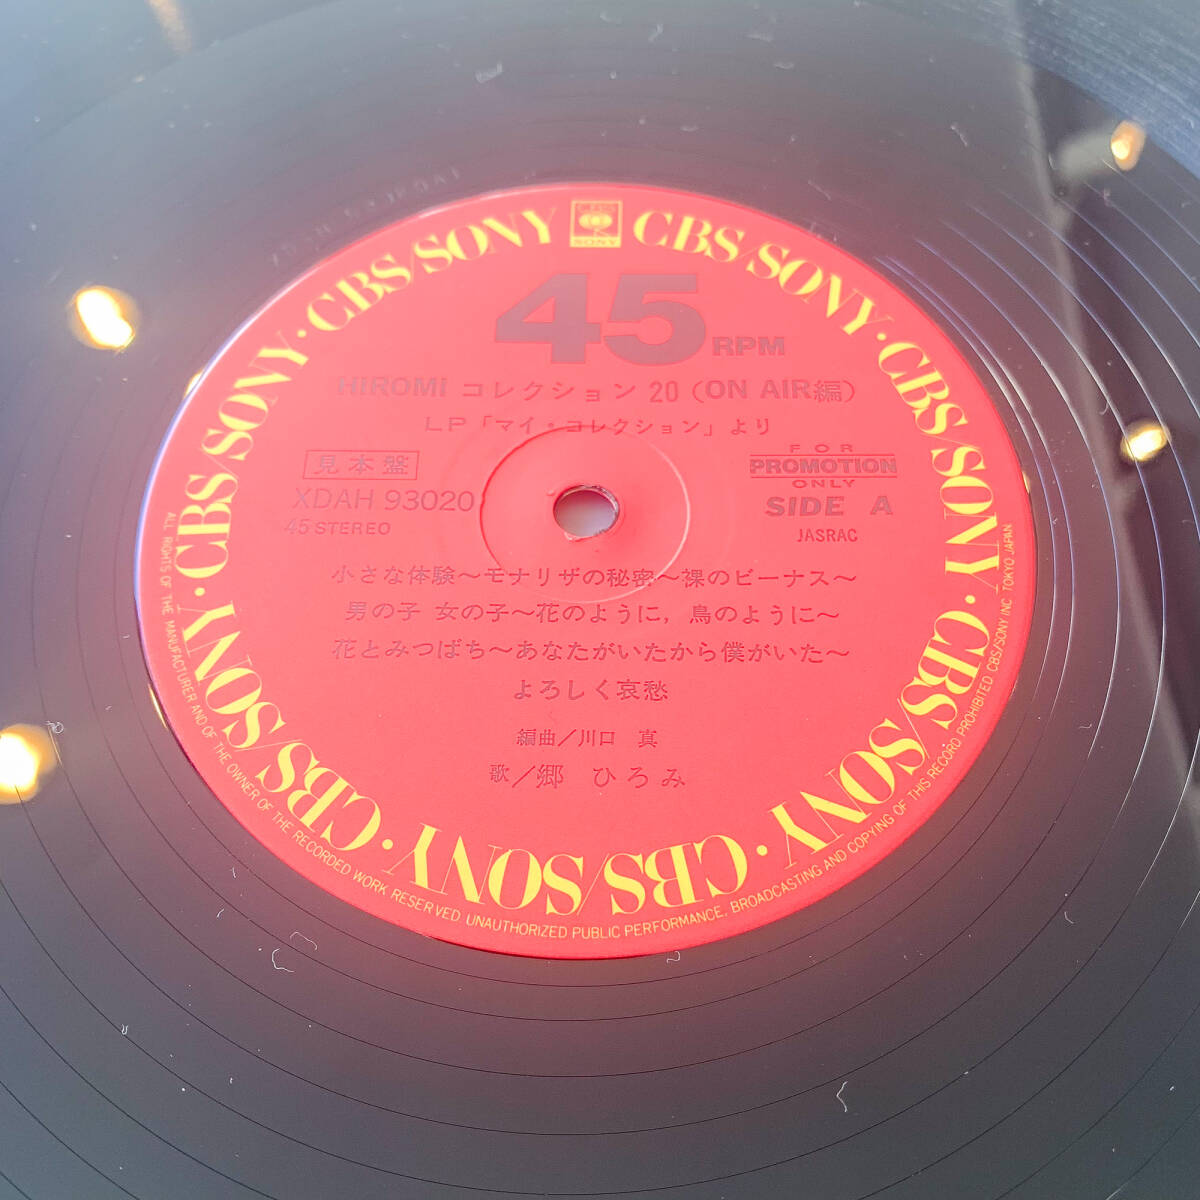 CBS
SONY
CBS/SONY · CBS/SONY · CBS/SONY · CBS/SONY · CBS/SONY · CBS/SONY · CBS/SONY · CBS/SONY · CBS/SONY
45 RPM
HIROMI コレクション 20 (ON AIR編)
LP「マイ・コレクション」より
見本盤
XDAH 93020
45 STEREO
FOR
PROMOTION
ONLY
SIDE A
JASRAC
小さな体験〜モナリザの秘密〜裸のビーナス〜
男の子 女の子〜花のように, 鳥のように〜
花とみつばち〜あなたがいたから僕がいた〜
よろしく哀愁
編曲/川口 真
歌/郷 ひろみ
ALL RIGHTS OF THE MANUFACTURER AND OF THE OWNER OF THE RECORDED WORK RESERVED. UNAUTHORIZED PUBLIC PERFORMANCE, BROADCASTING AND COPYING OF THIS RECORD PROHIBITED CBS/SONY INC. TOKYO JAPAN